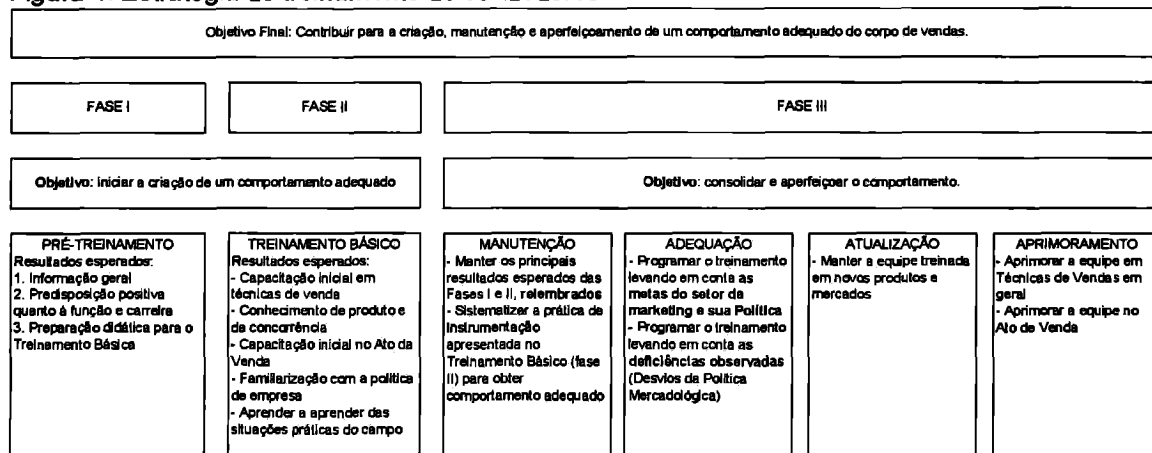 Objetivo Final: Contribuir para a criação, manutenção e aperfeiçoamento de um comportamento adequado do corpo de vendas.
FASE I
FASE II
FASE III
Objetivo: iniciar a criação de um comportamento adequado
Objetivo: consolidar e aperfeiçoar o comportamento.
PRÉ-TREINAMENTO
Resultados esperados:
1. Informação geral
2. Predisposição positiva
quanto à função e carreira
3. Preparação didática para o
Treinamento Básica
TREINAMENTO BÁSICO
Resultados esperados:
- Capacitação inicial em
técnicas de venda
- Conhecimento de produto e
da concorrência
- Capacitação inicial no Ato da
Venda
- Familiarização com a política
de empresa
- Aprender a aprender das
situações práticas do campo
MANUTENÇÃO
- Manter os principais
resultados esperados das
Fases I e II, relembrados
- Sistematizar a prática de
Instrumentação
apresentada no
Treinamento Básico (fase
II) para obter
comportamento adequado
ADEQUAÇÃO
- Programar o treinamento
levando em conta as
metas do setor de
marketing e sua Política
- Programar o treinamento
levando em conta as
deficiências observadas
(Desvios da Política
Mercadológica)
ATUALIZAÇÃO
- Manter a equipe treinada
em novos produtos e
mercados
APRIMORAMENTO
- Aprimorar a equipe em
Técnicas de Vendas em
geral
- Aprimorar a equipe no
Ato de Venda